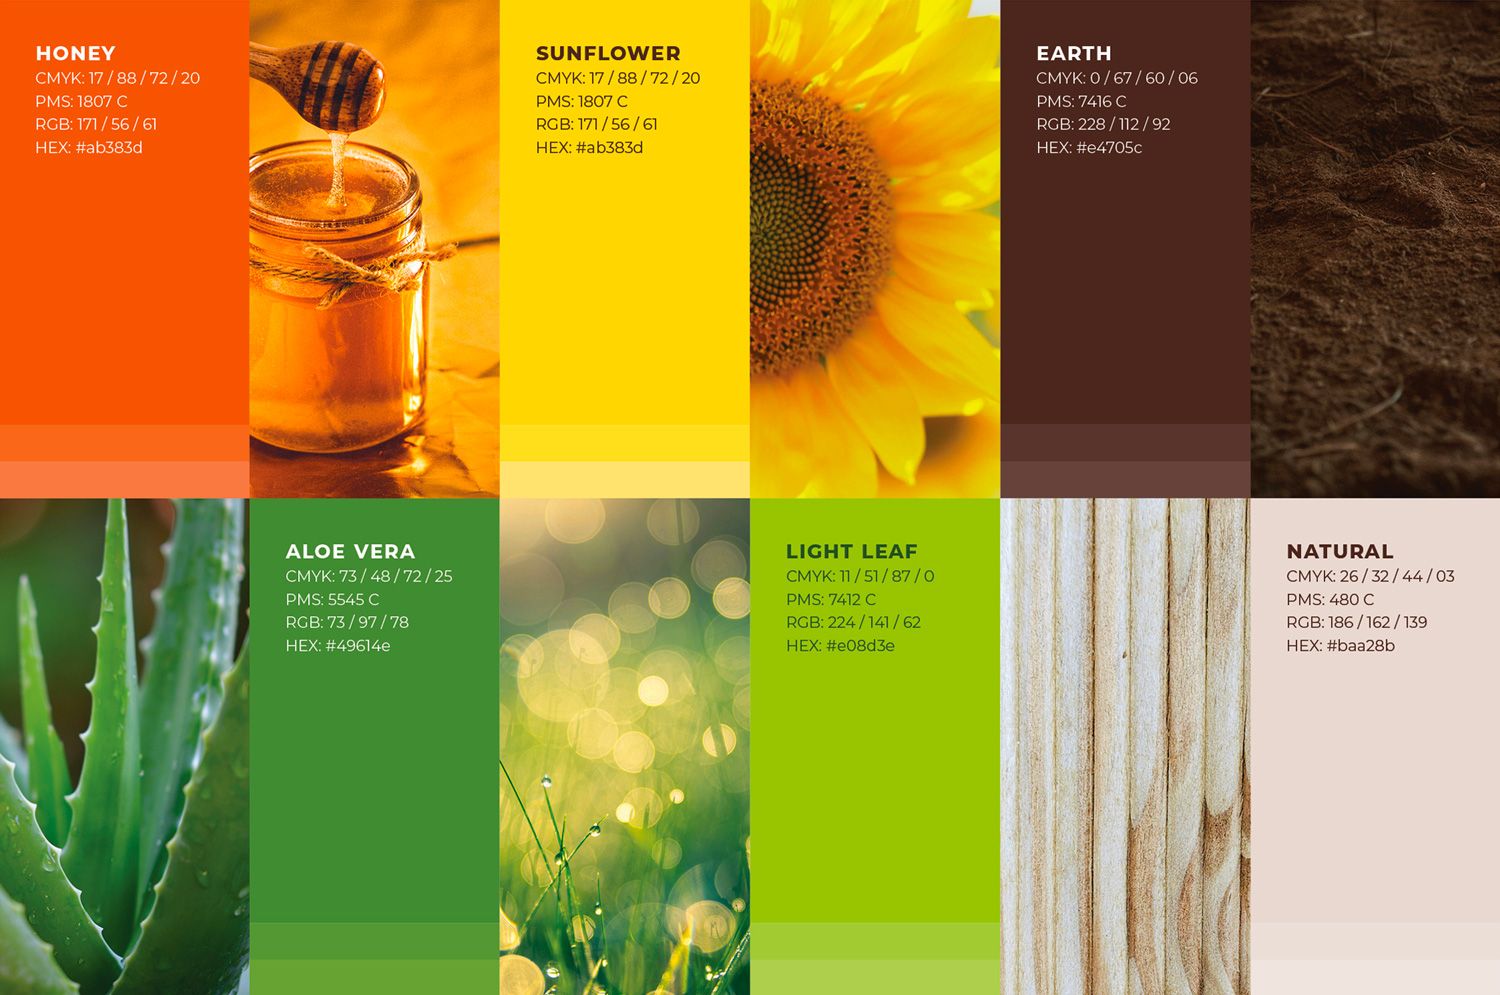 HONEY
CMYK: 17 / 88 / 72 / 20
PMS: 1807 C
RGB: 171 / 56 / 61
HEX: #ab383d
SUNFLOWER
CMYK: 17 / 88 / 72 / 20
PMS: 1807 C
RGB: 171 / 56 / 61
HEX: #ab383d
EARTH
CMYK: 0 / 67 / 60 / 06
PMS: 7416 C
RGB: 228 / 112 / 92
HEX: #e4705c
ALOE VERA
CMYK: 73 / 48 / 72 / 25
PMS: 5545 C
RGB: 73 / 97 / 78
HEX: #49614e
LIGHT LEAF
CMYK: 11 / 51 / 87 / 0
PMS: 7412 C
RGB: 224 / 141 / 62
HEX: #e08d3e
NATURAL
CMYK: 26 / 32 / 44 / 03
PMS: 480 C
RGB: 186 / 162 / 139
HEX: #baa28b